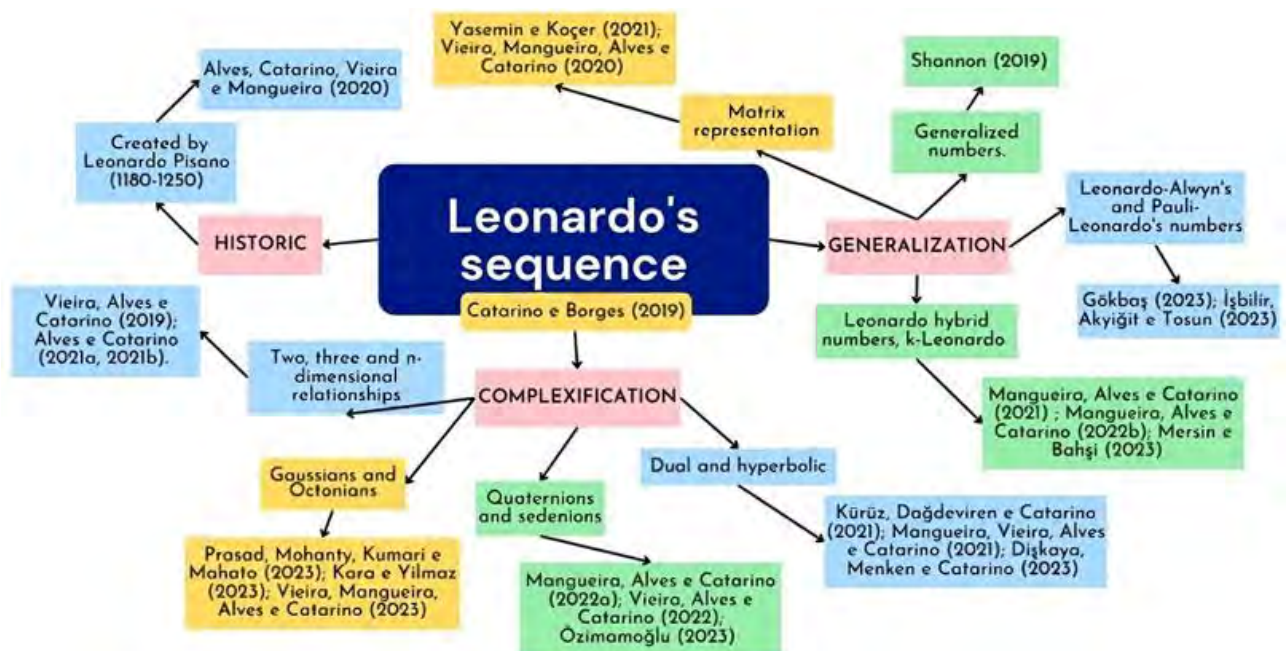 Yasemin e Koçer (2021);
Vieira, Mangueira, Alves e
Catarino (2020)
Shannon (2019)
Alves, Catarino, Vieira
e Mangueira (2020)
Matrix
representation
Generalized
numbers.
Created by
Leonardo Pisano
(1180-1250)
Leonardo's
sequence
Catarino e Borges (2019)
HISTORIC
GENERALIZATION
Leonardo-Alwyn's
and Pauli-
Leonardo's numbers
Gökbaş (2023); İşbilir,
Akyiğit e Tosun (2023)
Leonardo hybrid
numbers, k-Leonardo
Mangueira, Alves e Catarino
(2021) ; Mangueira, Alves e
Catarino (2022b); Mersin e
Bahşi (2023)
Vieira, Alves e
Catarino (2019);
Alves e Catarino
(2021a, 2021b).
Two, three and n-
dimensional
relationships
COMPLEXIFICATION
Gaussians and
Octonians
Prasad, Mohanty, Kumari e
Mahato (2023); Kara e Yilmaz
(2023); Vieira, Mangueira,
Alves e Catarino (2023)
Quaternions
and sedenions
Mangueira, Alves e Catarino
(2022a); Vieira, Alves e
Catarino (2022);
Özimamoğlu (2023)
Dual and hyperbolic
Kürüz, Dağdeviren e Catarino
(2021); Mangueira, Vieira, Alves
e Catarino (2021); Dişkaya,
Menken e Catarino
(2023)